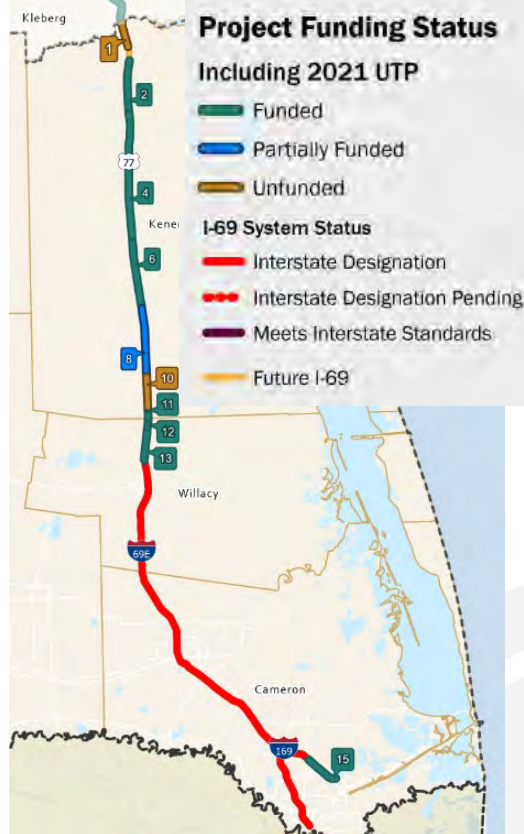 Kleberg
Project Funding Status
Including 2021 UTP
Funded
Partially Funded
Unfunded
I-69 System Status
Interstate Designation
Interstate Designation Pending
Meets Interstate Standards
Future I-69
1
2
77
4
Kene
6
8
10
11
12
13
Willacy
69E
Cameron
169
15